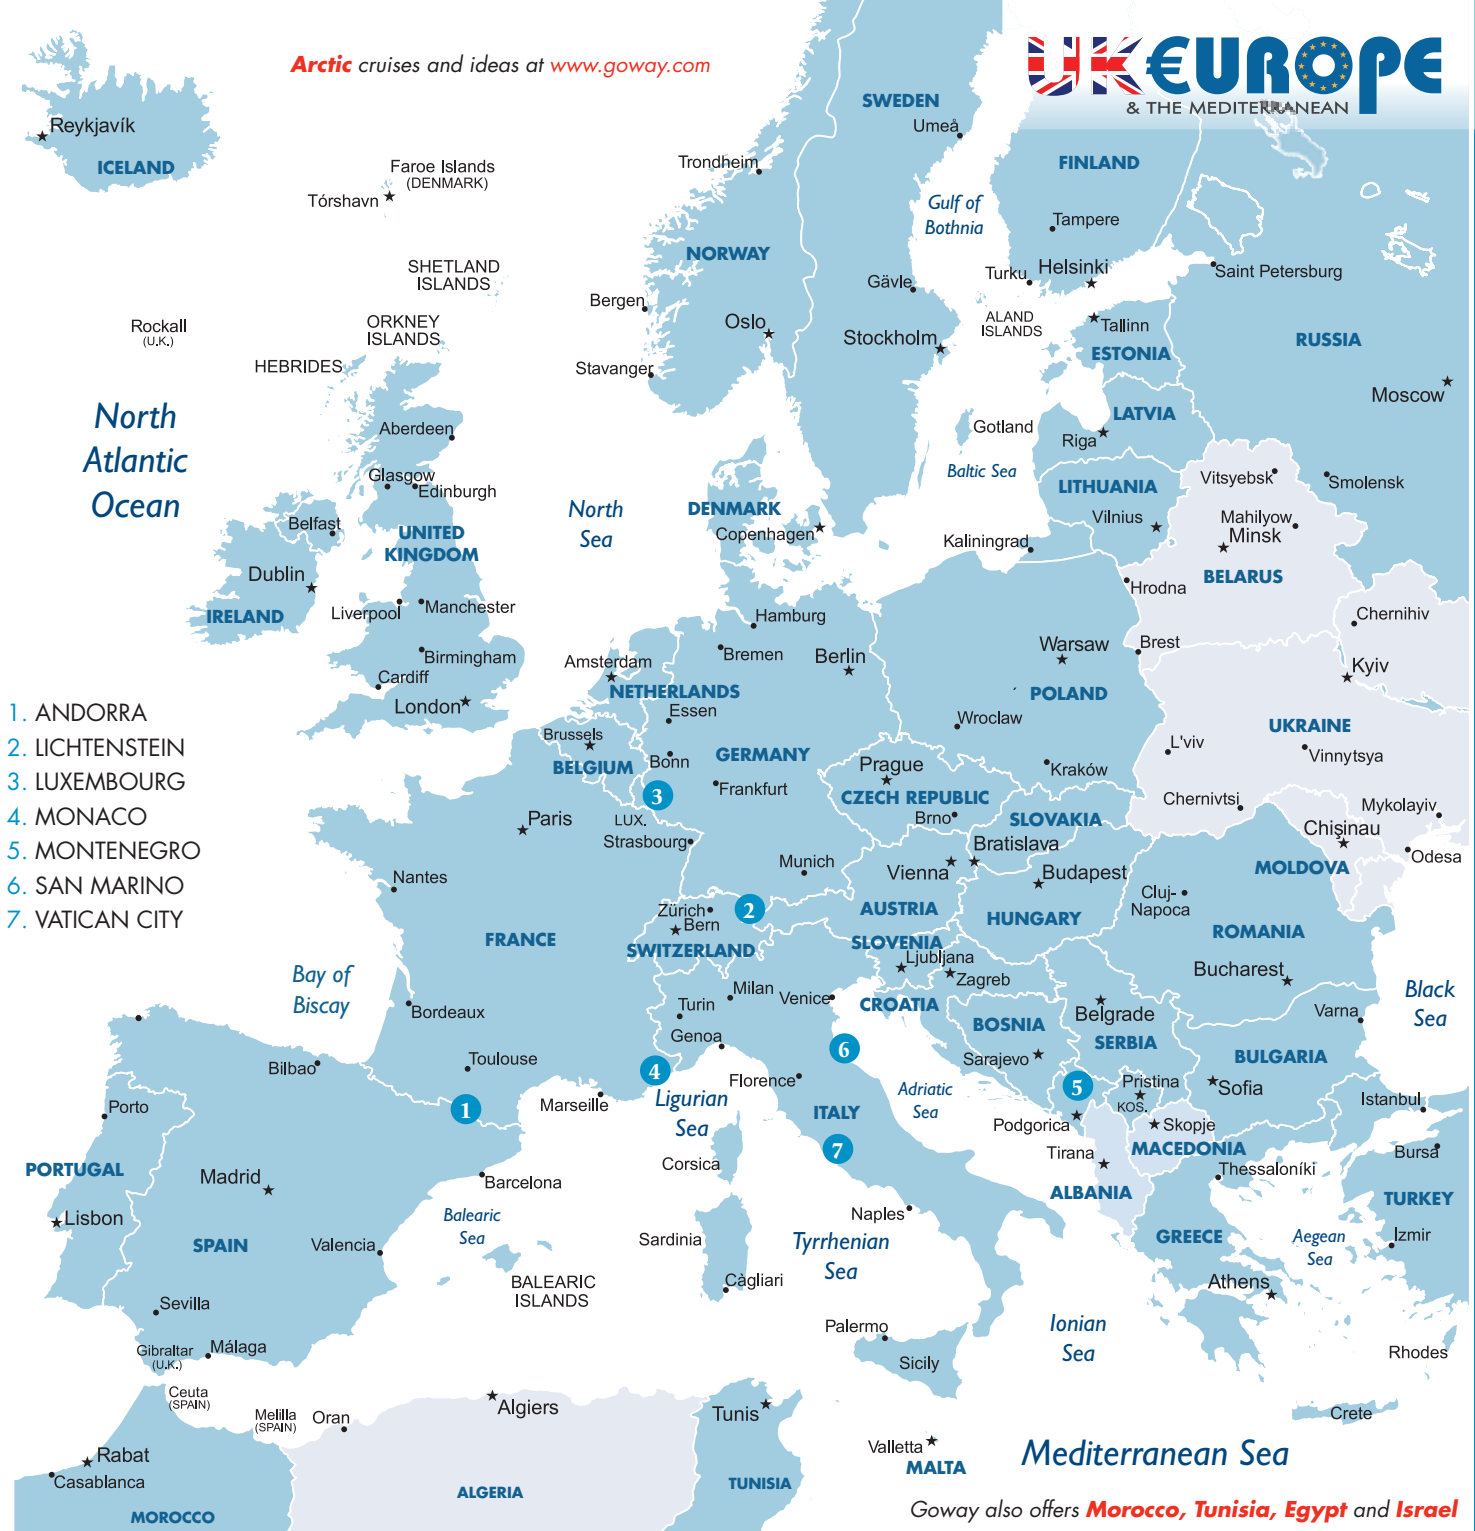 Arctic cruises and ideas at www.goway.com
UK €UROPE
& THE MEDITERRANEAN
Reykjavík
ICELAND
Faroe Islands
(DENMARK)
Tórshavn
SHETLAND
ISLANDS
ORKNEY
ISLANDS
Rockall
(U.K.)
HEBRIDES
North
Atlantic
Ocean
SWEDEN
Umeå
FINLAND
Trondheim
Gulf of
Bothnia
Tampere
NORWAY
Turku
Helsinki
Saint Petersburg
Gävle
Bergen
Oslo
Stockholm
ALAND
ISLANDS
Tallinn
ESTONIA
RUSSIA
Stavanger
Moscow
Aberdeen
Gotland
LATVIA
Riga
Baltic Sea
Glasgow
Edinburgh
North
Sea
DENMARK
Copenhagen
LITHUANIA
Vilnius
Vitsyebsk
Smolensk
Mahilyow
Minsk
BELARUS
Belfast
UNITED
KINGDOM
Kaliningrad
Hrodna
Dublin
IRELAND
Liverpool
Manchester
Hamburg
Chernihiv
Birmingham
Amsterdam
Bremen
Berlin
Warsaw
Brest
Kyiv
Cardiff
London
NETHERLANDS
Essen
POLAND
Wroclaw
UKRAINE
L'viv
Vinnytsya
1. ANDORRA
2. LICHTENSTEIN
3. LUXEMBOURG
4. MONACO
5. MONTENEGRO
6. SAN MARINO
7. VATICAN CITY
Brussels
BELGIUM
Bonn
GERMANY
Frankfurt
3
LUX.
Prague
CZECH REPUBLIC
Brno
Kraków
SLOVAKIA
Chernivtsi
Mykolayiv
Chişinau
Odesa
MOLDOVA
Paris
Strasbourg
Munich
Bratislava
Vienna
Budapest
Nantes
Zürich
Bern
2
AUSTRIA
HUNGARY
Cluj-
Napoca
ROMANIA
FRANCE
SWITZERLAND
SLOVENIA
Ljubljana
Zagreb
Bucharest
Bay of
Biscay
Bordeaux
Milan
Venice
Turin
CROATIA
BOSNIA
Belgrade
SERBIA
Varna
Black
Sea
Genoa
6
Sarajevo
BULGARIA
Bilbao
Toulouse
4
Florence
Adriatic
Sea
5
Pristina
KOS.
Sofia
Istanbul
Porto
1
Marseille
Ligurian
Sea
ITALY
Podgorica
Skopje
7
Tirana
MACEDONIA
Bursa
PORTUGAL
Madrid
Barcelona
Corsica
ALBANIA
Thessaloníki
TURKEY
Lisbon
SPAIN
Valencia
Balearic
Sea
Sardinia
Naples
Tyrrhenian
Sea
GREECE
Aegean
Sea
Izmir
BALEARIC
ISLANDS
Càgliari
Athens
Sevilla
Palermo
Ionian
Sea
Gibraltar
(U.K.)
Málaga
Sicily
Rhodes
Ceuta
(SPAIN)
Melilla
(SPAIN)
Oran
Algiers
Tunis
Crete
Rabat
Casablanca
Valletta
MALTA
Mediterranean Sea
MOROCCO
ALGERIA
TUNISIA
Goway also offers Morocco, Tunisia, Egypt and Israel